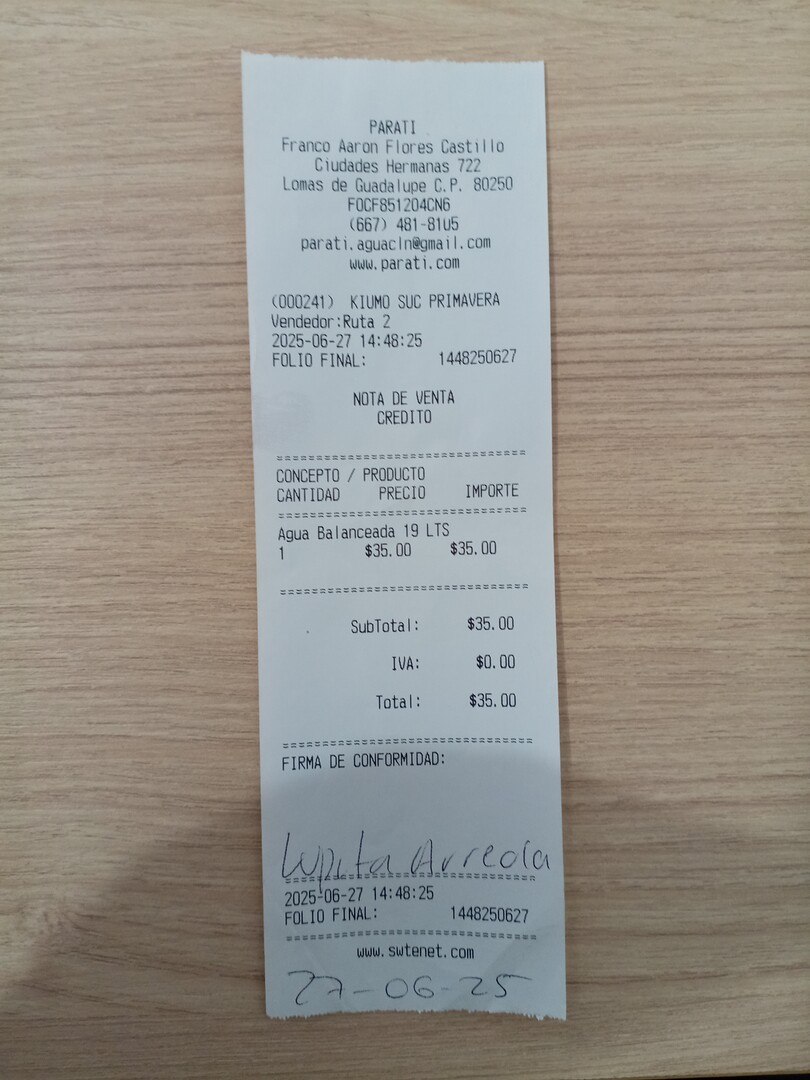 PARATI
Franco Aaron Flores Castillo
Ciudades Hermanas 722
Lomas de Guadalupe C.P. 80250
FOCF851204CN6
(667) 481-81U5
parati.aguacln@gmail.com
www.parati.com
(000241) KIUMO SUC PRIMAVERA
Vendedor:Ruta 2
2025-06-27 14:48:25
FOLIO FINAL: 1448250627
NOTA DE VENTA
CREDITO
================================
CONCEPTO / PRODUCTO
CANTIDAD PRECIO IMPORTE
================================
Agua Balanceada 19 LTS
1 $35.00 $35.00
================================
SubTotal: $35.00
IVA: $0.00
Total: $35.00
================================
FIRMA DE CONFORMIDAD:
Lupita Arreola
================================
2025-06-27 14:48:25
FOLIO FINAL: 1448250627
================================
www.swtenet.com
27-06-25